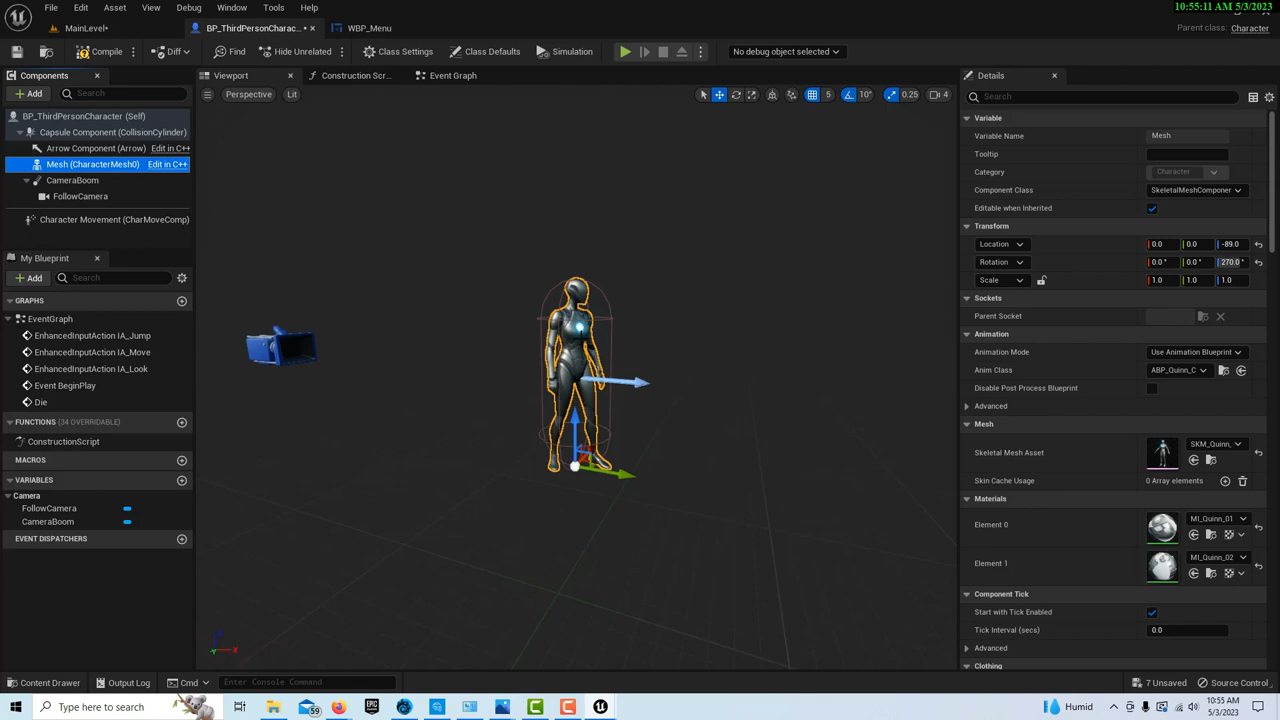 File Edit Asset View Debug Window Tools Help
10:55:11 AM 5/3/2023
MainLevel•
BP_ThirdPersonCharac...•
WBP_Menu
Parent class: Character
Compile
Diff
Find
Hide Unrelated
Class Settings
Class Defaults
Simulation
No debug object selected
Components
Viewport
Construction Scr...
Event Graph
Details
Add
Search
Perspective
Lit
5
10°
0.25
4
Search
BP_ThirdPersonCharacter (Self)
Capsule Component (CollisionCylinder)
Arrow Component (Arrow) Edit in C++
Mesh (CharacterMesh0) Edit in C++
CameraBoom
FollowCamera
Character Movement (CharMoveComp)
My Blueprint
Add
Search
GRAPHS
EventGraph
EnhancedInputAction IA_Jump
EnhancedInputAction IA_Move
EnhancedInputAction IA_Look
Event BeginPlay
Die
FUNCTIONS (34 OVERRIDABLE)
ConstructionScript
MACROS
VARIABLES
Camera
FollowCamera
CameraBoom
EVENT DISPATCHERS
Variable
Variable Name Mesh
Tooltip
Category Character
Component Class SkeletalMeshComponer
Editable when Inherited
Transform
Location 0.0 0.0 -89.0
Rotation 0.0 ° 0.0 ° 270.0 °
Scale 1.0 1.0 1.0
Sockets
Parent Socket
Animation
Animation Mode Use Animation Blueprint
Anim Class ABP_Quinn_C
Disable Post Process Blueprint
Advanced
Mesh
Skeletal Mesh Asset SKM_Quinn_
Skin Cache Usage 0 Array elements
Materials
Element 0 MI_Quinn_01
Element 1 MI_Quinn_02
Component Tick
Start with Tick Enabled
Tick Interval (secs) 0.0
Advanced
Clothing
Content Drawer
Output Log
Cmd
Enter Console Command
7 Unsaved
Source Control
Type here to search
59
Humid
10:55 AM
5/3/2023